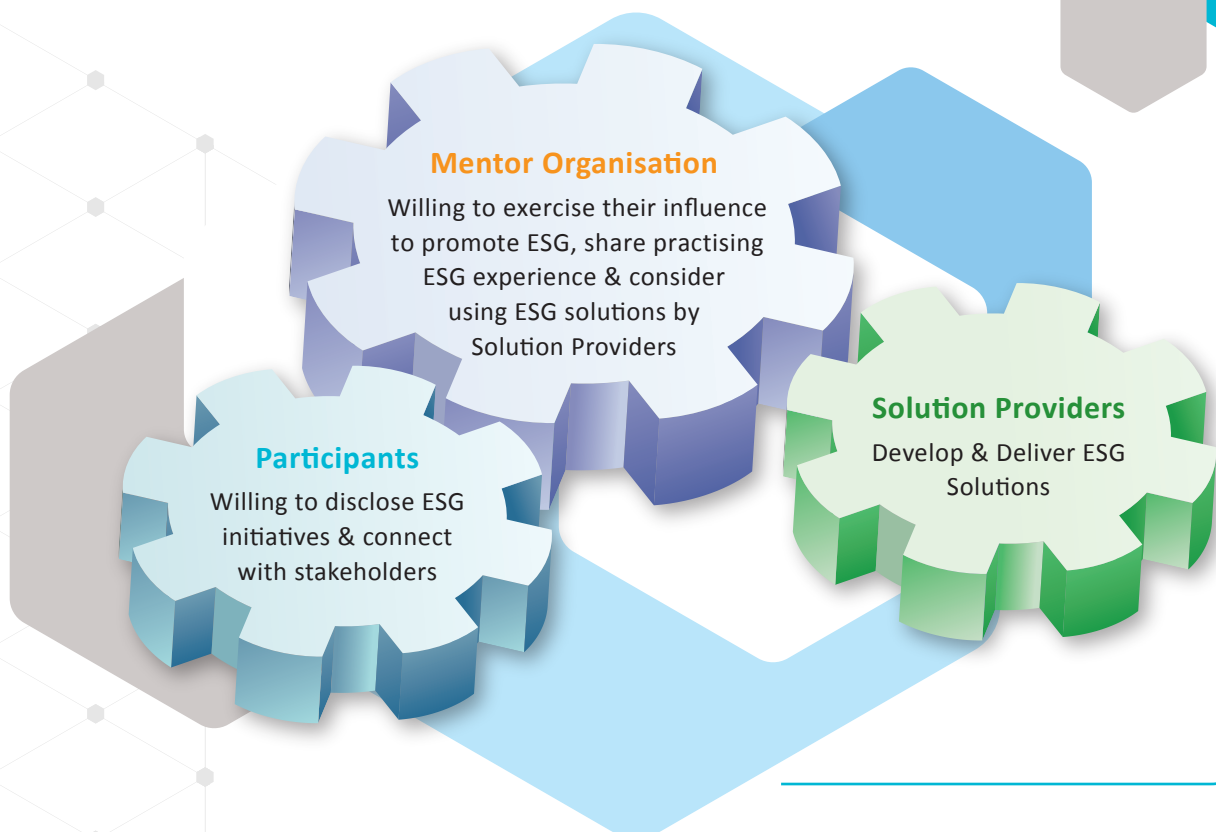 Mentor Organisation
Willing to exercise their influence
to promote ESG, share practising
ESG experience & consider
using ESG solutions by
Solution Providers
Participants
Willing to disclose ESG
initiatives & connect
with stakeholders
Solution Providers
Develop & Deliver ESG
Solutions